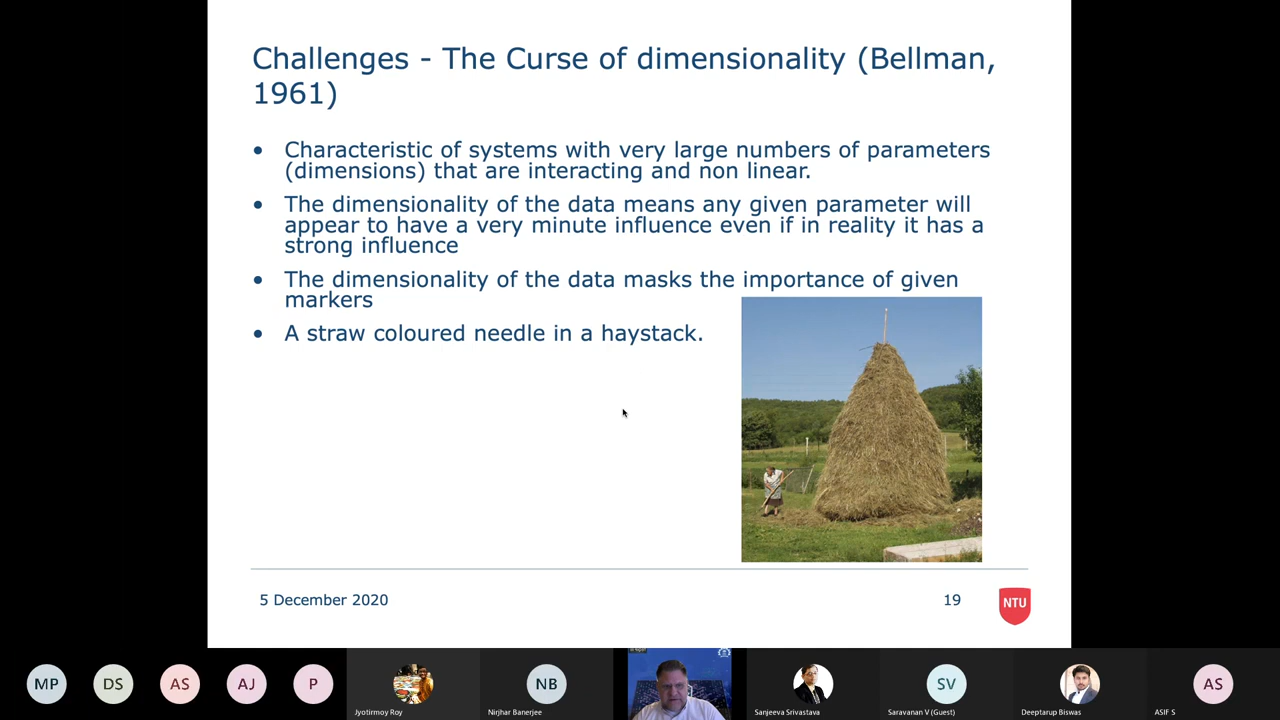 Challenges - The Curse of dimensionality (Bellman,
1961)
• Characteristic of systems with very large numbers of parameters
(dimensions) that are interacting and non linear.
• The dimensionality of the data means any given parameter will
appear to have a very minute influence even if in reality it has a
strong influence
• The dimensionality of the data masks the importance of given
markers
• A straw coloured needle in a haystack.
5 December 2020
19
NTU
MP
DS
AS
AJ
P
Jyotirmoy Roy
NB
Nirjhar Banerjee
Sanjeeva Srivastava
SV
Saravanan V (Guest)
Deeptarup Biswas
AS
ASIF S